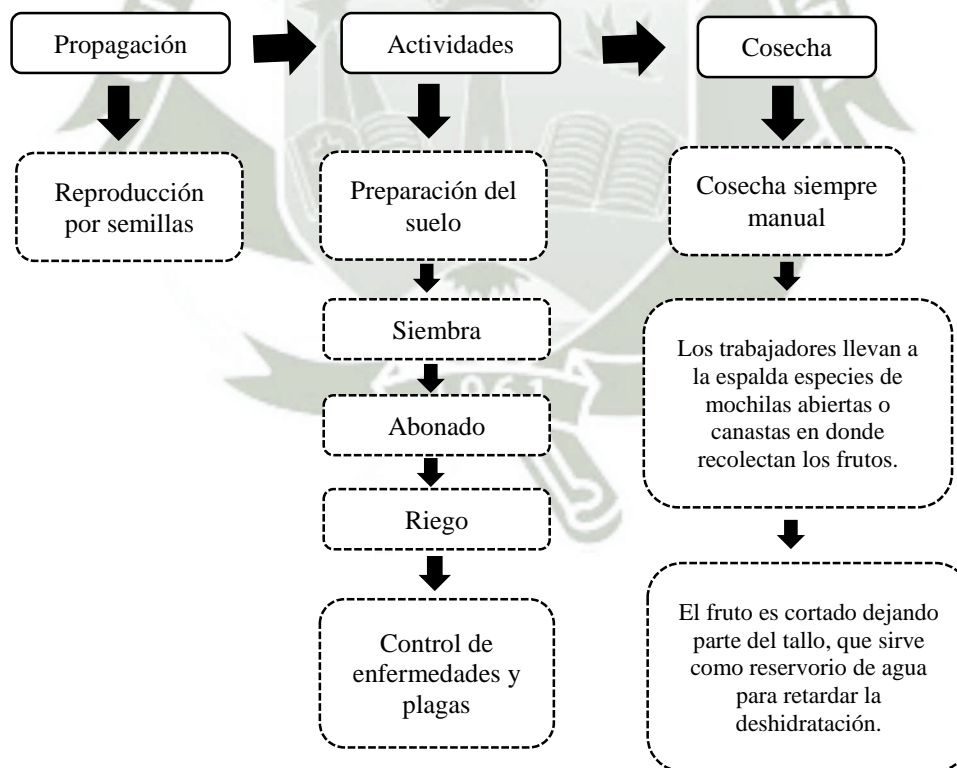 Propagación
Actividades
Cosecha
Reproducción
por semillas
Preparación del
suelo
Siembra
Abonado
Riego
Control de
enfermedades y
plagas
Cosecha siempre
manual
Los trabajadores llevan a
la espalda especies de
mochilas abiertas o
canastas en donde
recolectan los frutos.
El fruto es cortado dejando
parte del tallo, que sirve
como reservorio de agua
para retardar la
deshidratación.
1961